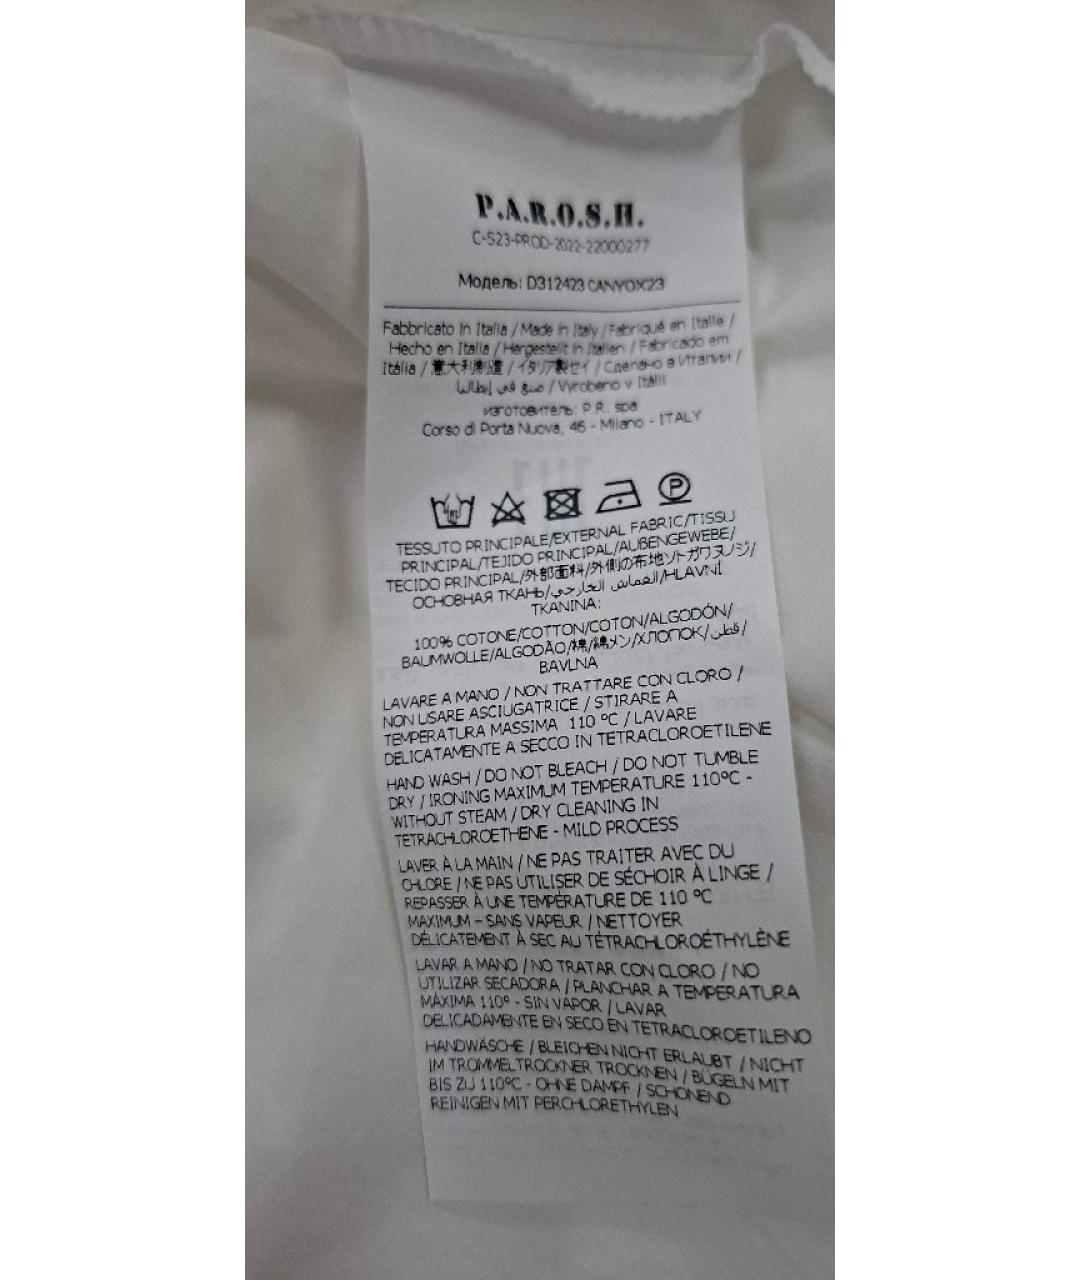 P.A.R.O.S.H.
C-S23-PROD-2022-22000277
Модель: D312423 CANYOX23
Fabbricato In Italia / Made in Italy / Fabriqué en Italie /
Hecho en Italia / Hergestellt in Italien / Fabricado em
Itália / 意大利制造 / イタリア製セイ / Сделано в Италии /
صنع في إيطاليا / Vyrobeno v Itálii
изготовитель: P.R. spa
Corso di Porta Nuova, 46 - Milano - ITALY
P
TESSUTO PRINCIPALE/EXTERNAL FABRIC/TISSU
PRINCIPAL/TEJIDO PRINCIPAL/AUßENGEWEBE/
TECIDO PRINCIPAL/外部面料/外側の布地ソトガワヌノジ/
ОСНОВНАЯ ТКАНЬ/القماش الخارجي/HLAVNÍ
TKANINA:
100% COTONE/COTTON/COTON/ALGODÓN/
BAUMWOLLE/ALGODÃO/棉/綿メン/ХЛОПОК/قطن/
BAVLNA
LAVARE A MANO / NON TRATTARE CON CLORO /
NON USARE ASCIUGATRICE / STIRARE A
TEMPERATURA MASSIMA 110 °C / LAVARE
DELICATAMENTE A SECCO IN TETRACLOROETILENE
HAND WASH / DO NOT BLEACH / DO NOT TUMBLE
DRY / IRONING MAXIMUM TEMPERATURE 110°C -
WITHOUT STEAM / DRY CLEANING IN
TETRACHLOROETHENE - MILD PROCESS
LAVER À LA MAIN / NE PAS TRAITER AVEC DU
CHLORE / NE PAS UTILISER DE SÉCHOIR À LINGE /
REPASSER À UNE TEMPÉRATURE DE 110 °C
MAXIMUM – SANS VAPEUR / NETTOYER
DÉLICATEMENT À SEC AU TÉTRACHLOROÉTHYLÈNE
LAVAR A MANO / NO TRATAR CON CLORO / NO
UTILIZAR SECADORA / PLANCHAR A TEMPERATURA
MÁXIMA 110° - SIN VAPOR / LAVAR
DELICADAMENTE EN SECO EN TETRACLOROETILENO
HANDWÄSCHE / BLEICHEN NICHT ERLAUBT / NICHT
IM TROMMELTROCKNER TROCKNEN / BÜGELN MIT
BIS ZU 110°C - OHNE DAMPF / SCHONEND
REINIGEN MIT PERCHLORETHYLEN